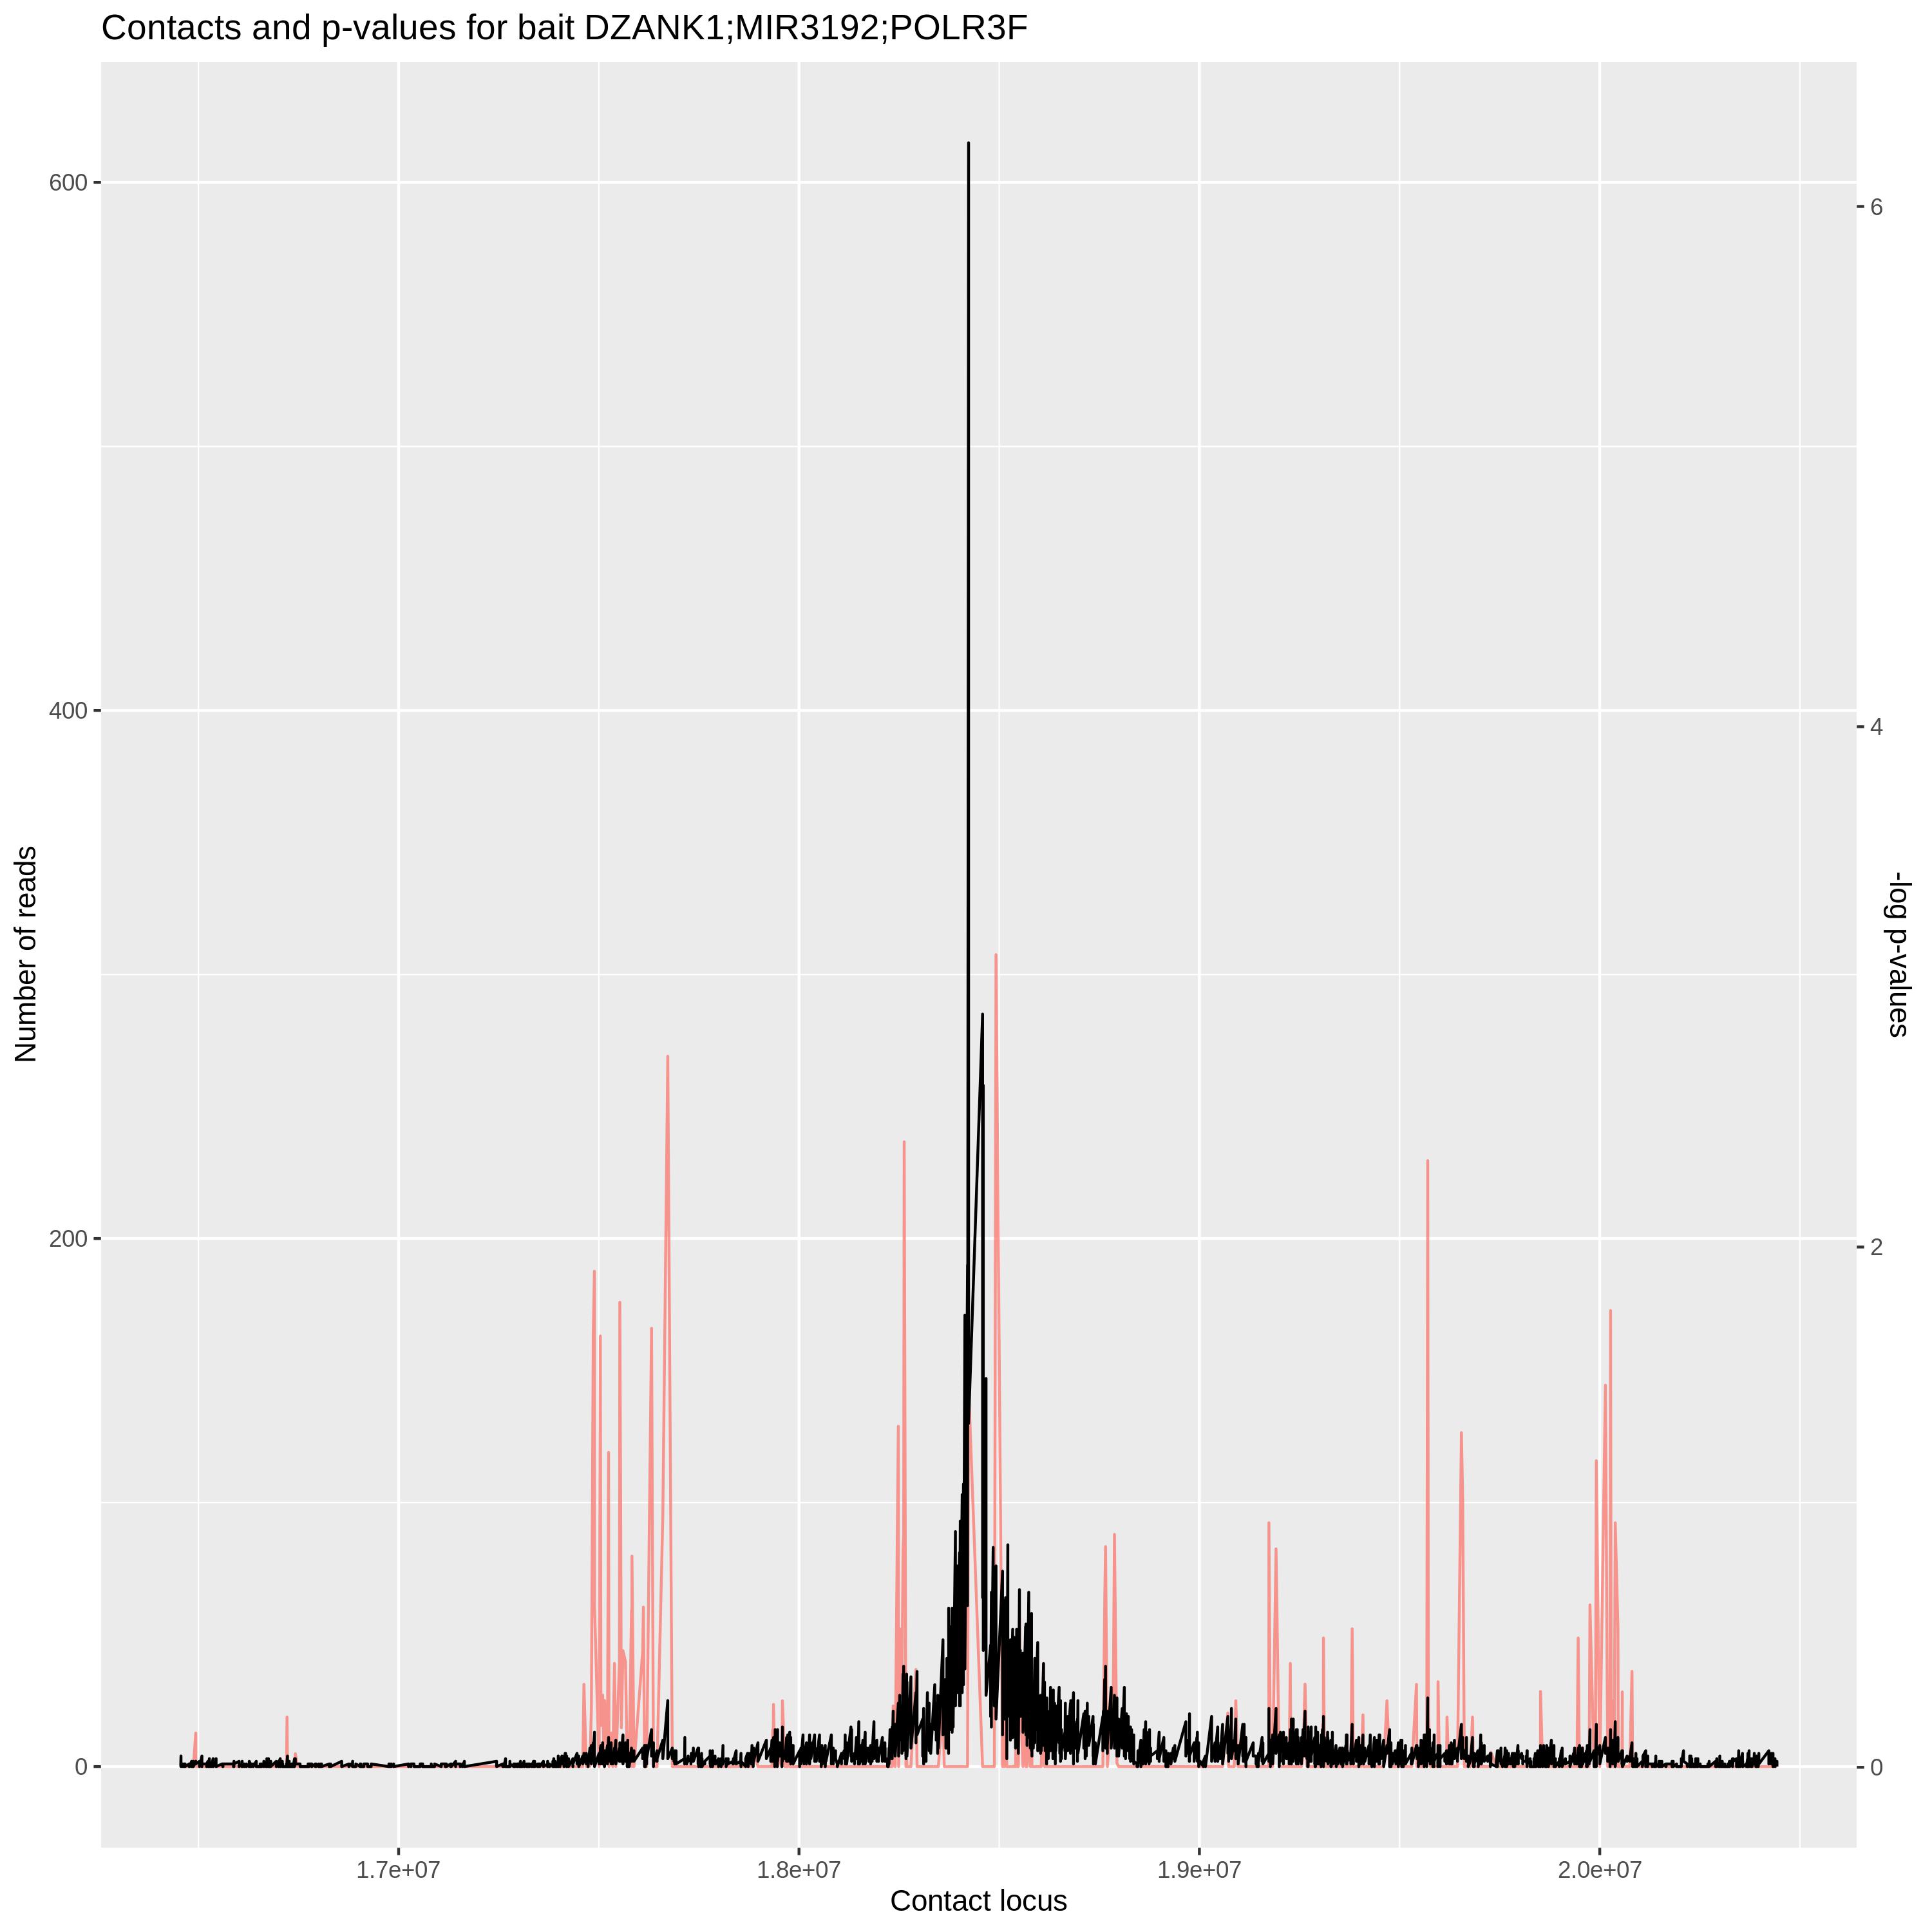 Contacts and p-values for bait DZANK1;MIR3192;POLR3F
600
400
200
0
Number of reads
6
4
2
0
-log p-values
1.7e+07
1.8e+07
1.9e+07
2.0e+07
Contact locus